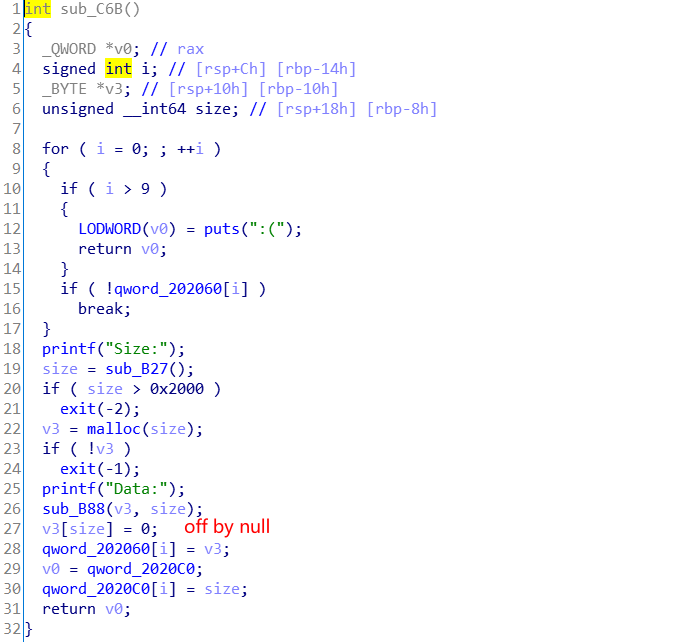 1 int sub_C6B()
2 {
3   _QWORD *v0; // rax
4   signed int i; // [rsp+Ch] [rbp-14h]
5   _BYTE *v3; // [rsp+10h] [rbp-10h]
6   unsigned __int64 size; // [rsp+18h] [rbp-8h]
7
8   for ( i = 0; ; ++i )
9   {
10     if ( i > 9 )
11     {
12       LODWORD(v0) = puts(":(");
13       return v0;
14     }
15     if ( !qword_202060[i] )
16       break;
17   }
18   printf("Size:");
19   size = sub_B27();
20   if ( size > 0x2000 )
21     exit(-2);
22   v3 = malloc(size);
23   if ( !v3 )
24     exit(-1);
25   printf("Data:");
26   sub_B88(v3, size);
27   v3[size] = 0; off by null
28   qword_202060[i] = v3;
29   v0 = qword_2020C0;
30   qword_2020C0[i] = size;
31   return v0;
32 }